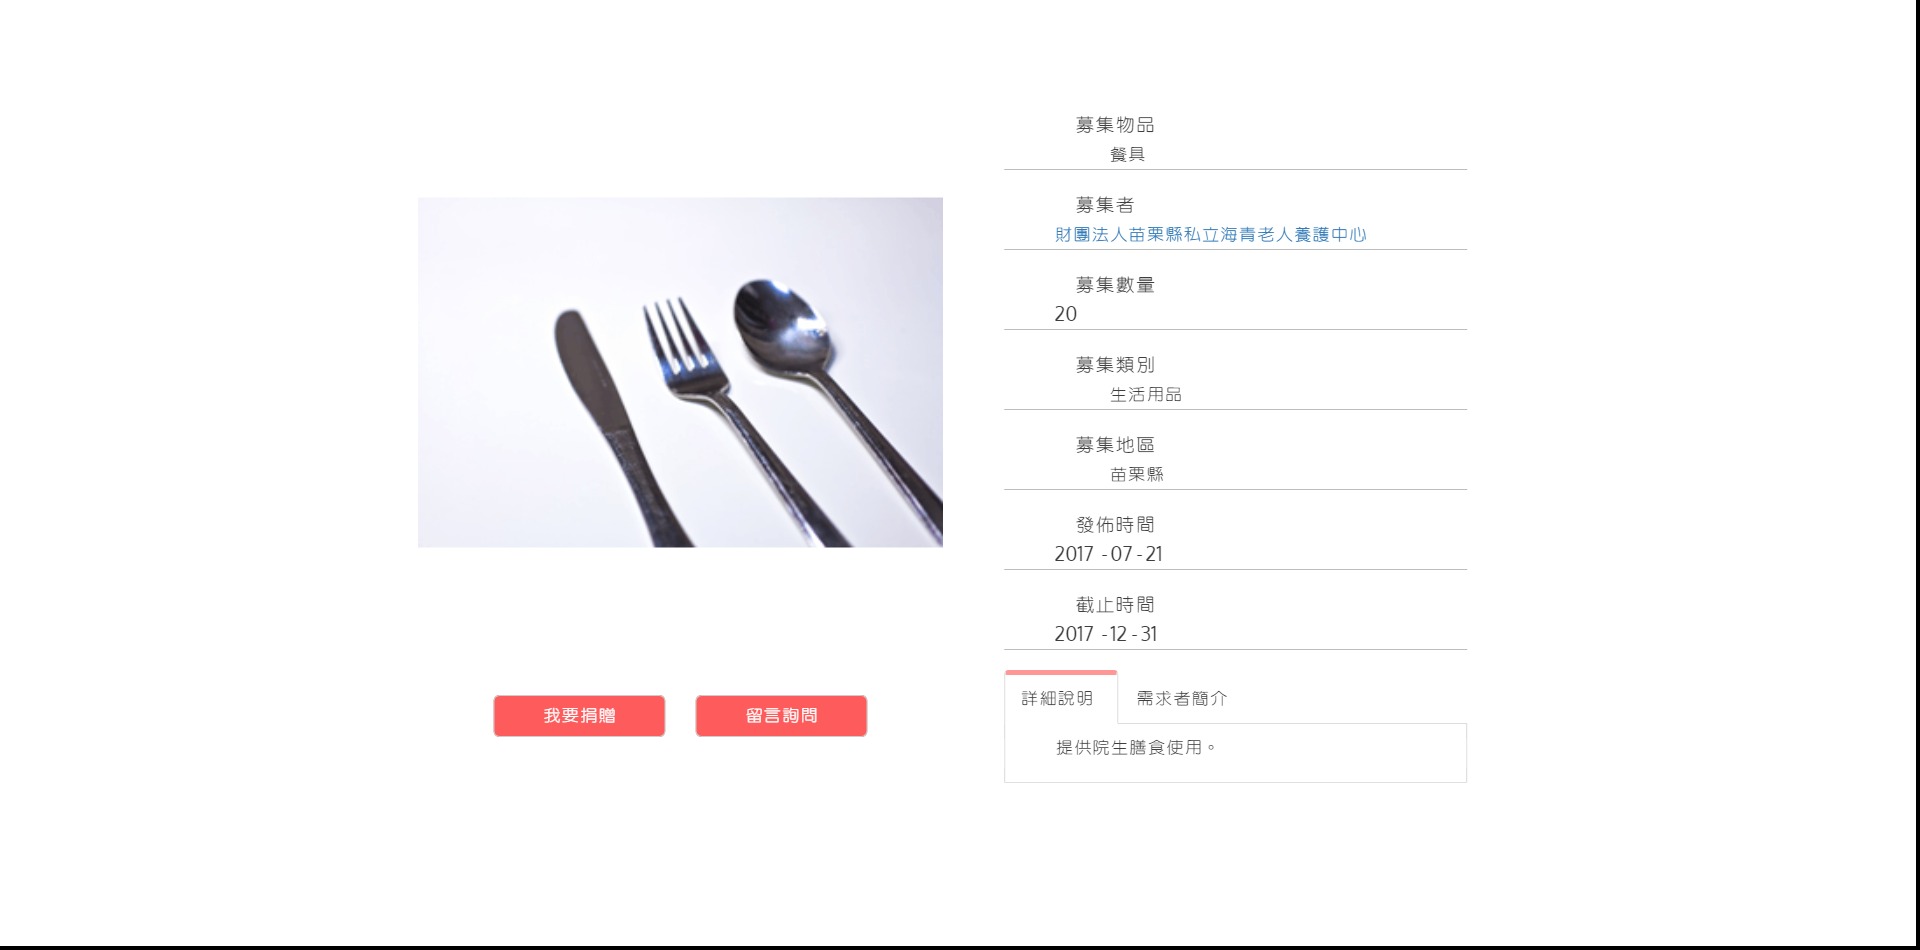 募集物品
餐具
募集者
財團法人苗栗縣私立海青老人養護中心
募集數量
20
募集類別
生活用品
募集地區
苗栗縣
發佈時間
2017 -07-21
截止時間
2017 -12-31
我要捐贈
留言詢問
詳細說明
需求者簡介
提供院生膳食使用。